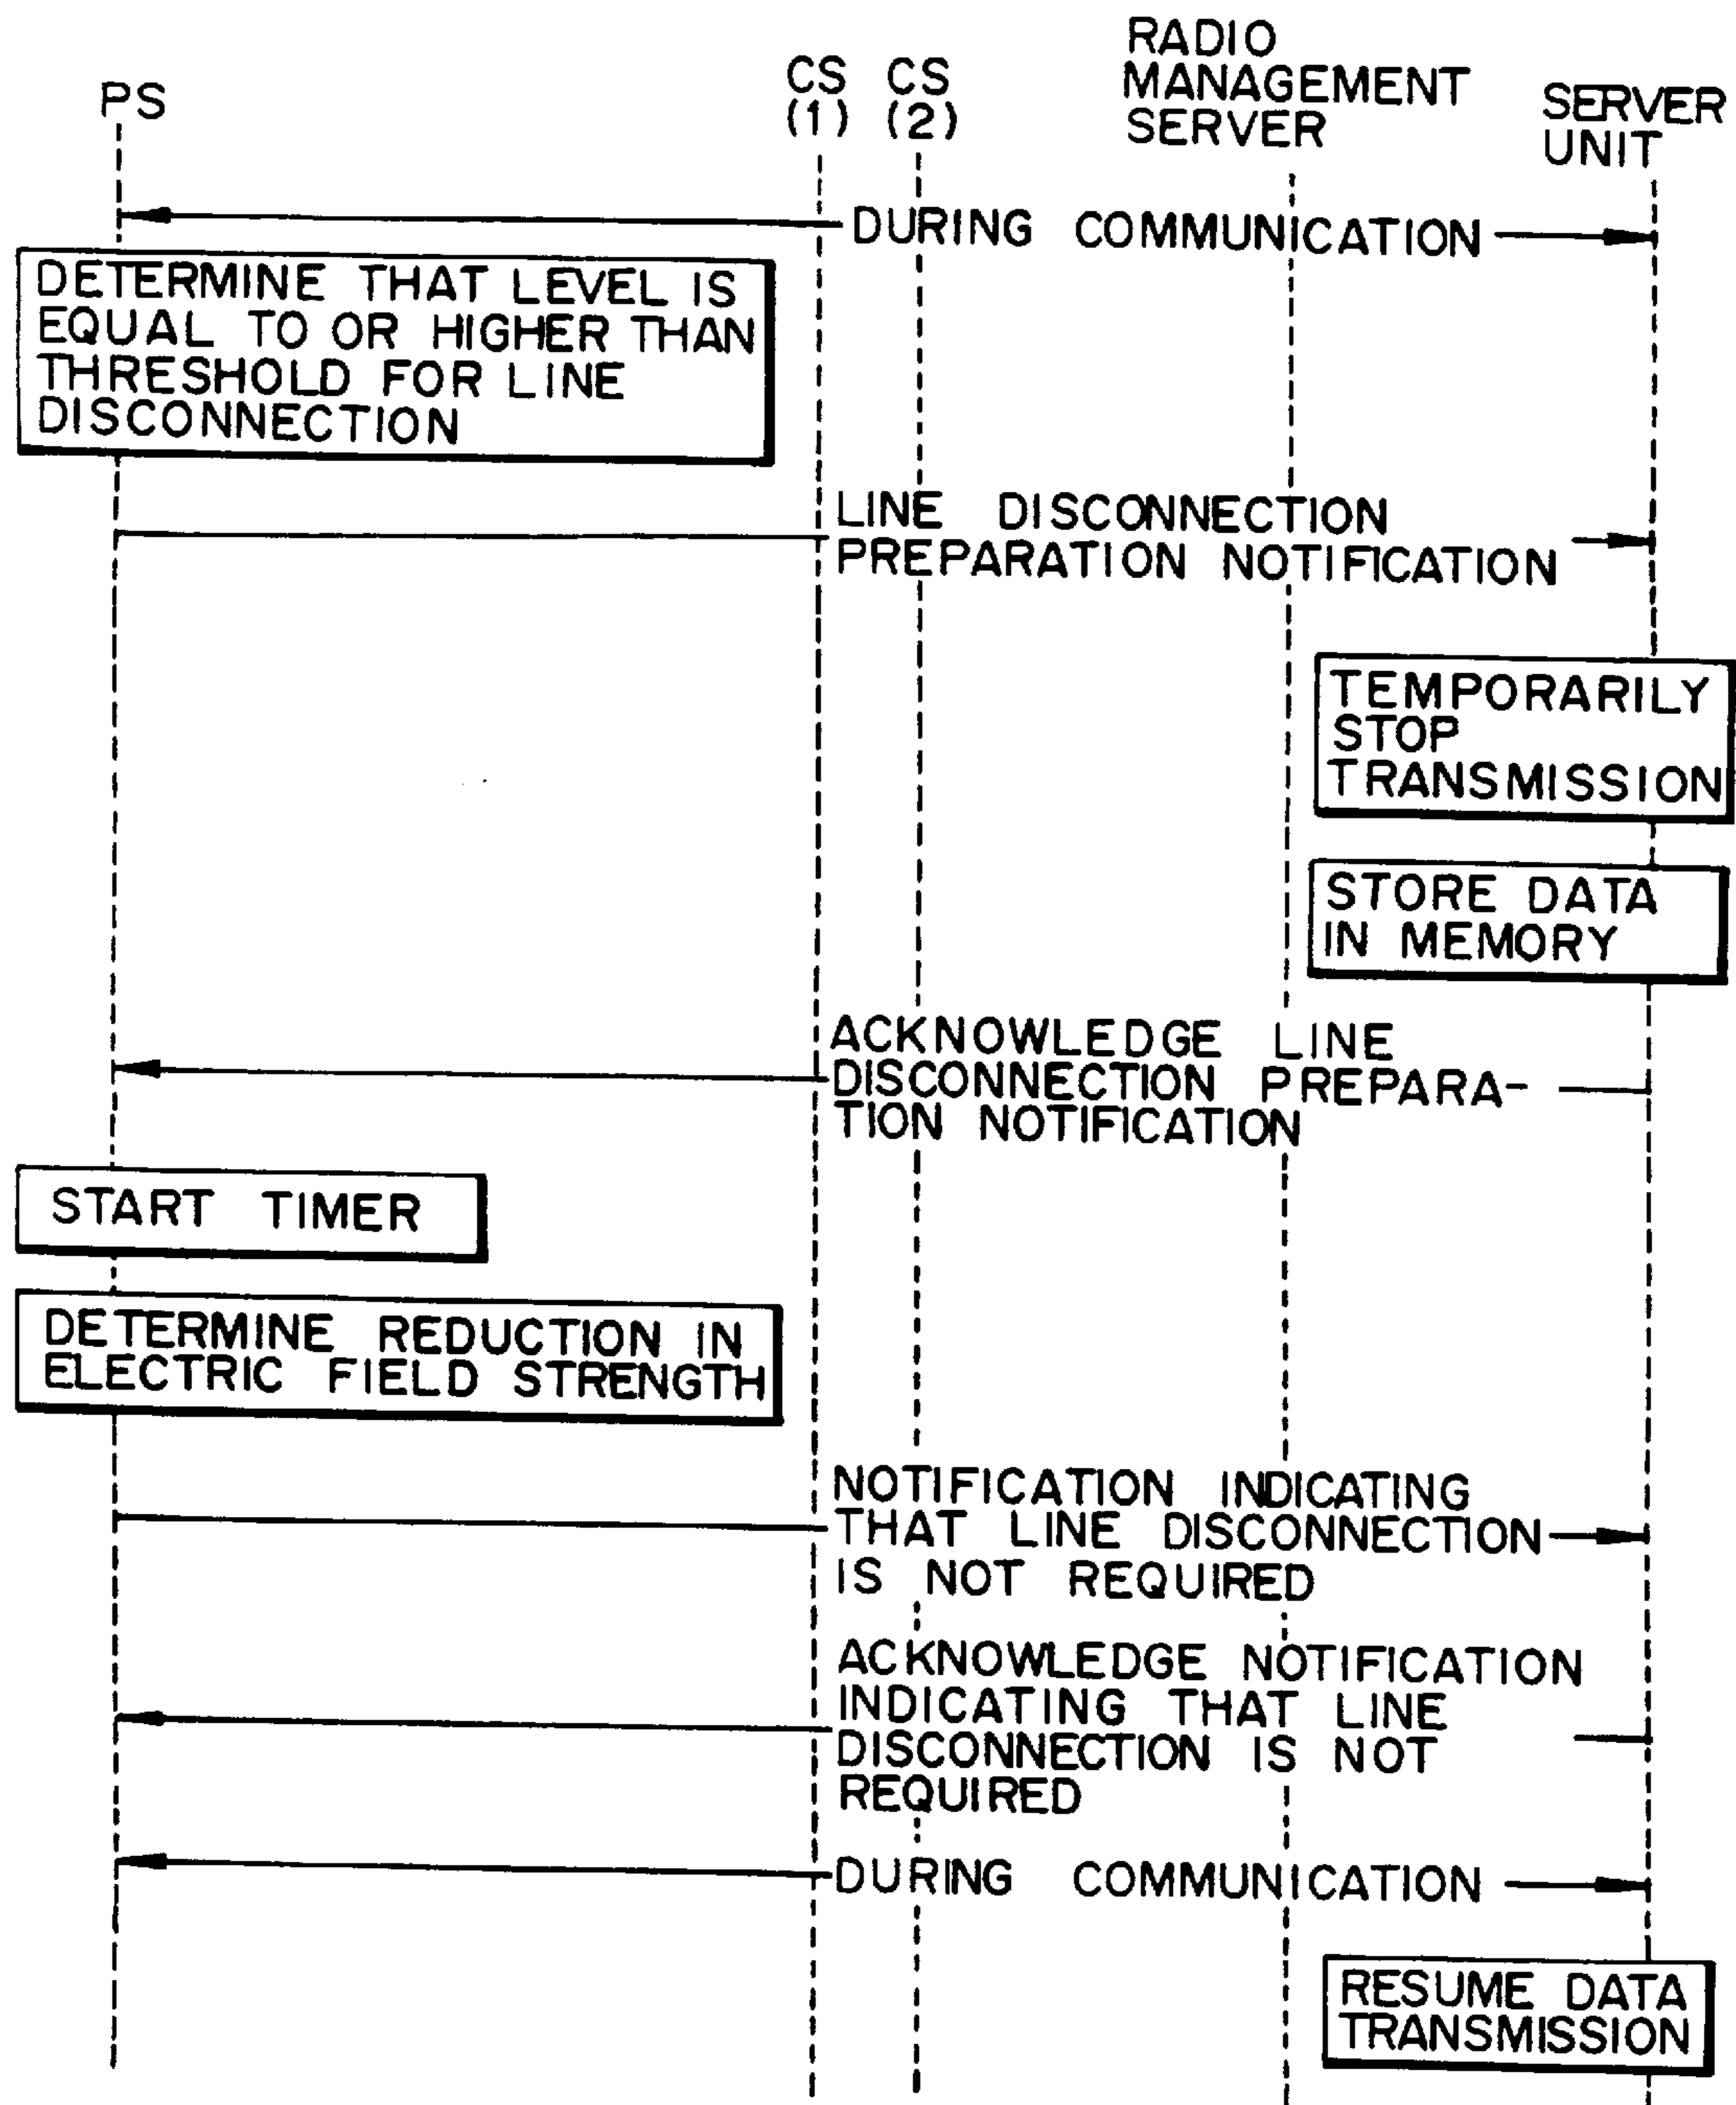 PS
CS
(1)
CS
(2)
RADIO
MANAGEMENT
SERVER
SERVER
UNIT
DURING COMMUNICATION
DETERMINE THAT LEVEL IS
EQUAL TO OR HIGHER THAN
THRESHOLD FOR LINE
DISCONNECTION
LINE DISCONNECTION
PREPARATION NOTIFICATION
TEMPORARILY
STOP
TRANSMISSION
STORE DATA
IN MEMORY
ACKNOWLEDGE LINE
DISCONNECTION PREPARA-
TION NOTIFICATION
START TIMER
DETERMINE REDUCTION IN
ELECTRIC FIELD STRENGTH
NOTIFICATION INDICATING
THAT LINE DISCONNECTION
IS NOT REQUIRED
ACKNOWLEDGE NOTIFICATION
INDICATING THAT LINE
DISCONNECTION IS NOT
REQUIRED
DURING COMMUNICATION
RESUME DATA
TRANSMISSION